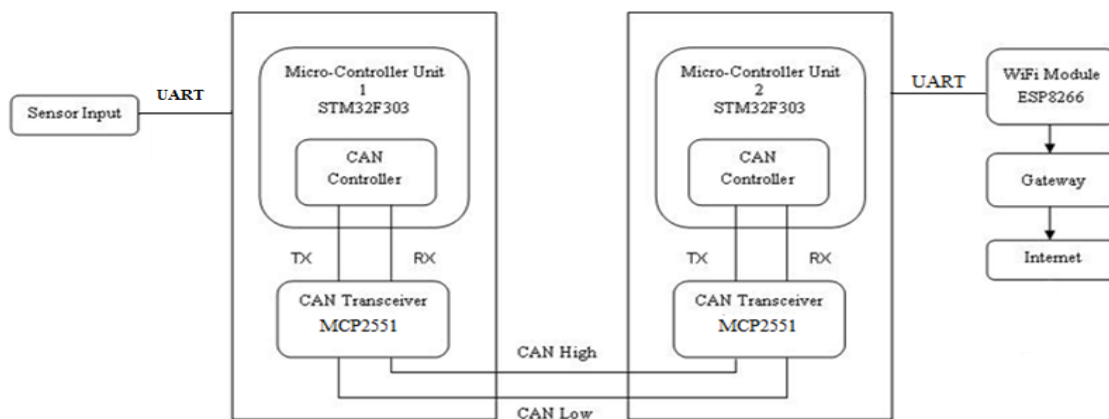 Sensor Input
UART
Micro-Controller Unit
1
STM32F303
CAN
Controller
TX
RX
CAN Transceiver
MCP2551
CAN High
CAN Low
Micro-Controller Unit
2
STM32F303
CAN
Controller
TX
RX
CAN Transceiver
MCP2551
UART
WiFi Module
ESP8266
Gateway
Internet